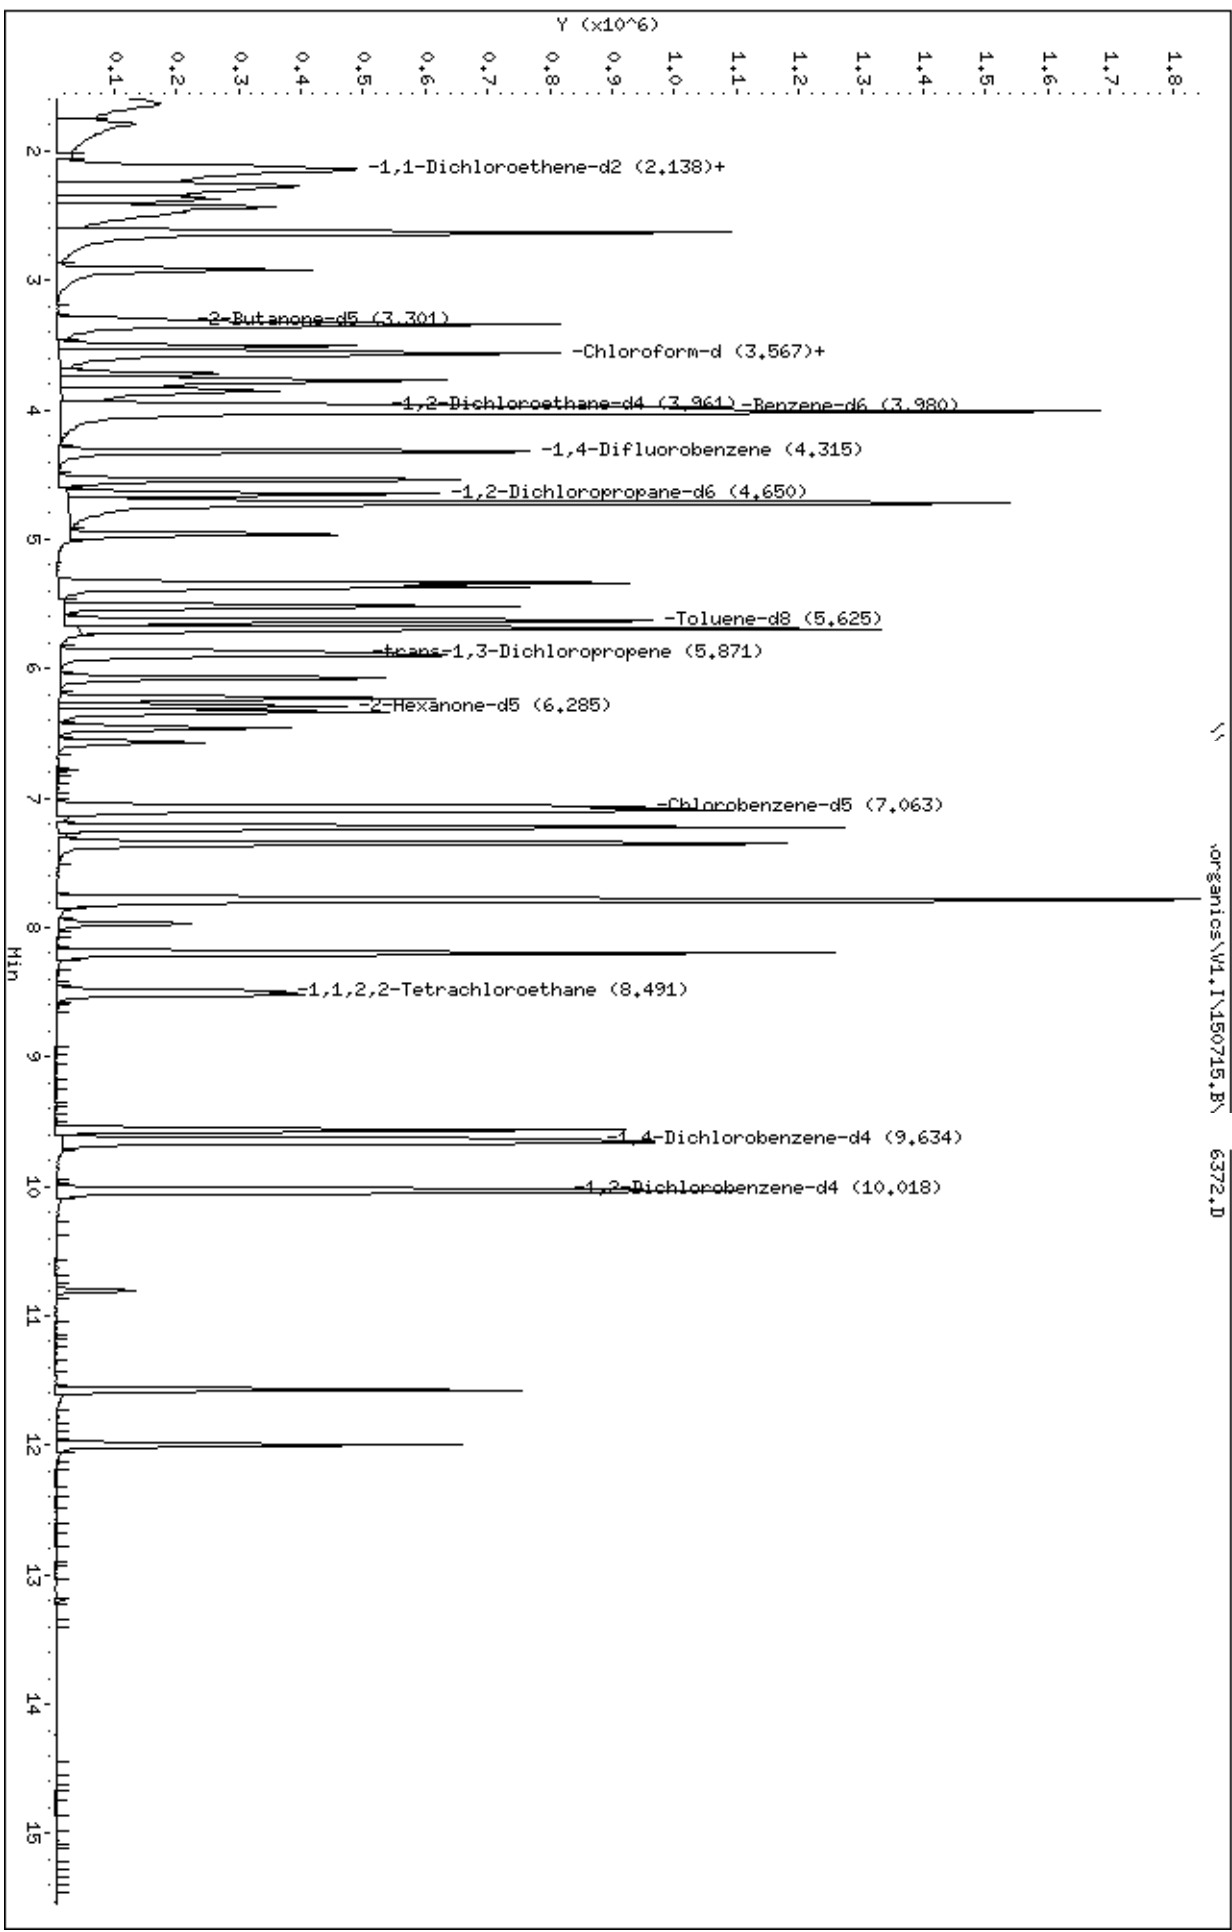 \\ \organics\V1.I\150715.B\ 6372.D
Y (x10^6)
1.8
1.7
1.6
1.5
1.4
1.3
1.2
1.1
1.0
0.9
0.8
0.7
0.6
0.5
0.4
0.3
0.2
0.1
-1,1-Dichloroethene-d2 (2.138)+
-2-Butanone-d5 (3.301)
-Chloroform-d (3.567)+
-1,2-Dichloroethane-d4 (3.961)
-Benzene-d6 (3.980)
-1,4-Difluorobenzene (4.315)
-1,2-Dichloropropane-d6 (4.650)
-Toluene-d8 (5.625)
-trans-1,3-Dichloropropene (5.871)
-2-Hexanone-d5 (6.285)
-Chlorobenzene-d5 (7.063)
-1,1,2,2-Tetrachloroethane (8.491)
-1,4-Dichlorobenzene-d4 (9.634)
-1,2-Dichlorobenzene-d4 (10.018)
2 3 4 5 6 7 8 9 10 11 12 13 14 15
Min